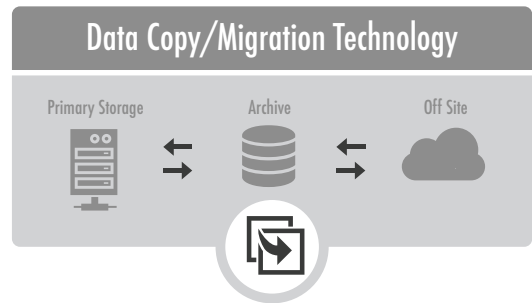 Data Copy/Migration Technology
Primary Storage
Archive
Off Site